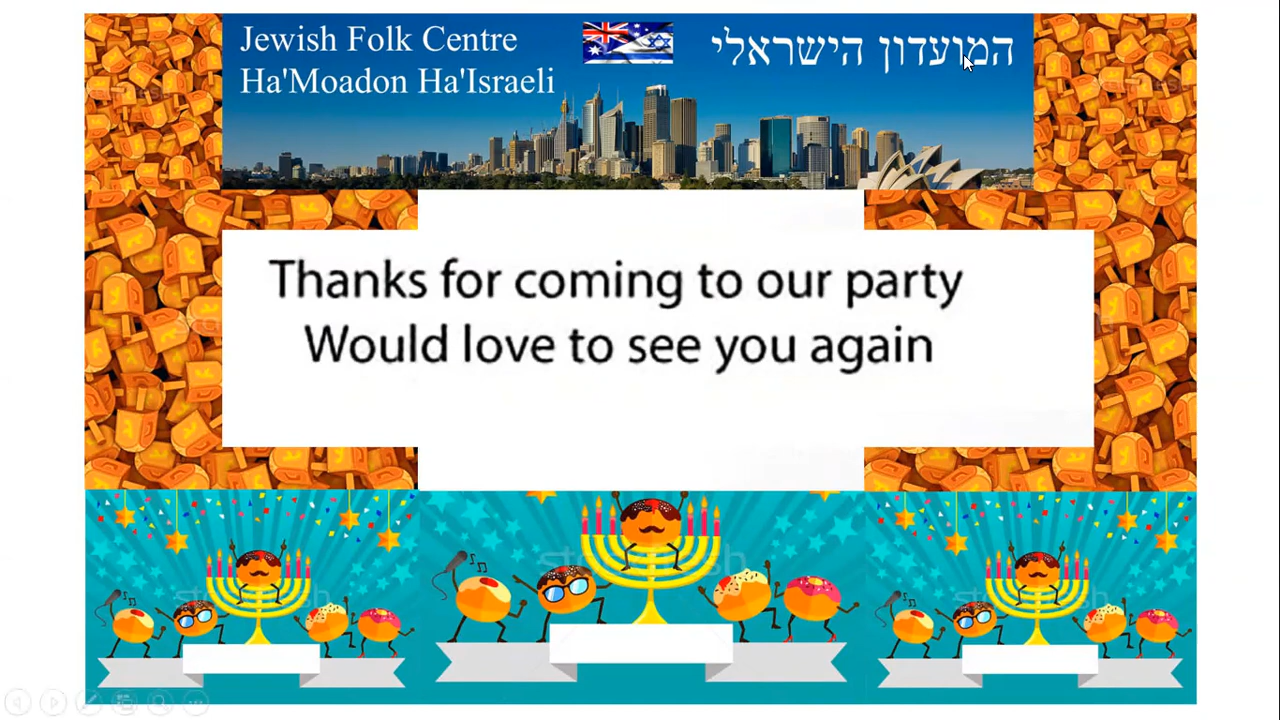 Jewish Folk Centre
Ha'Moadon Ha'Israeli
המועדון הישראלי
Thanks for coming to our party
Would love to see you again